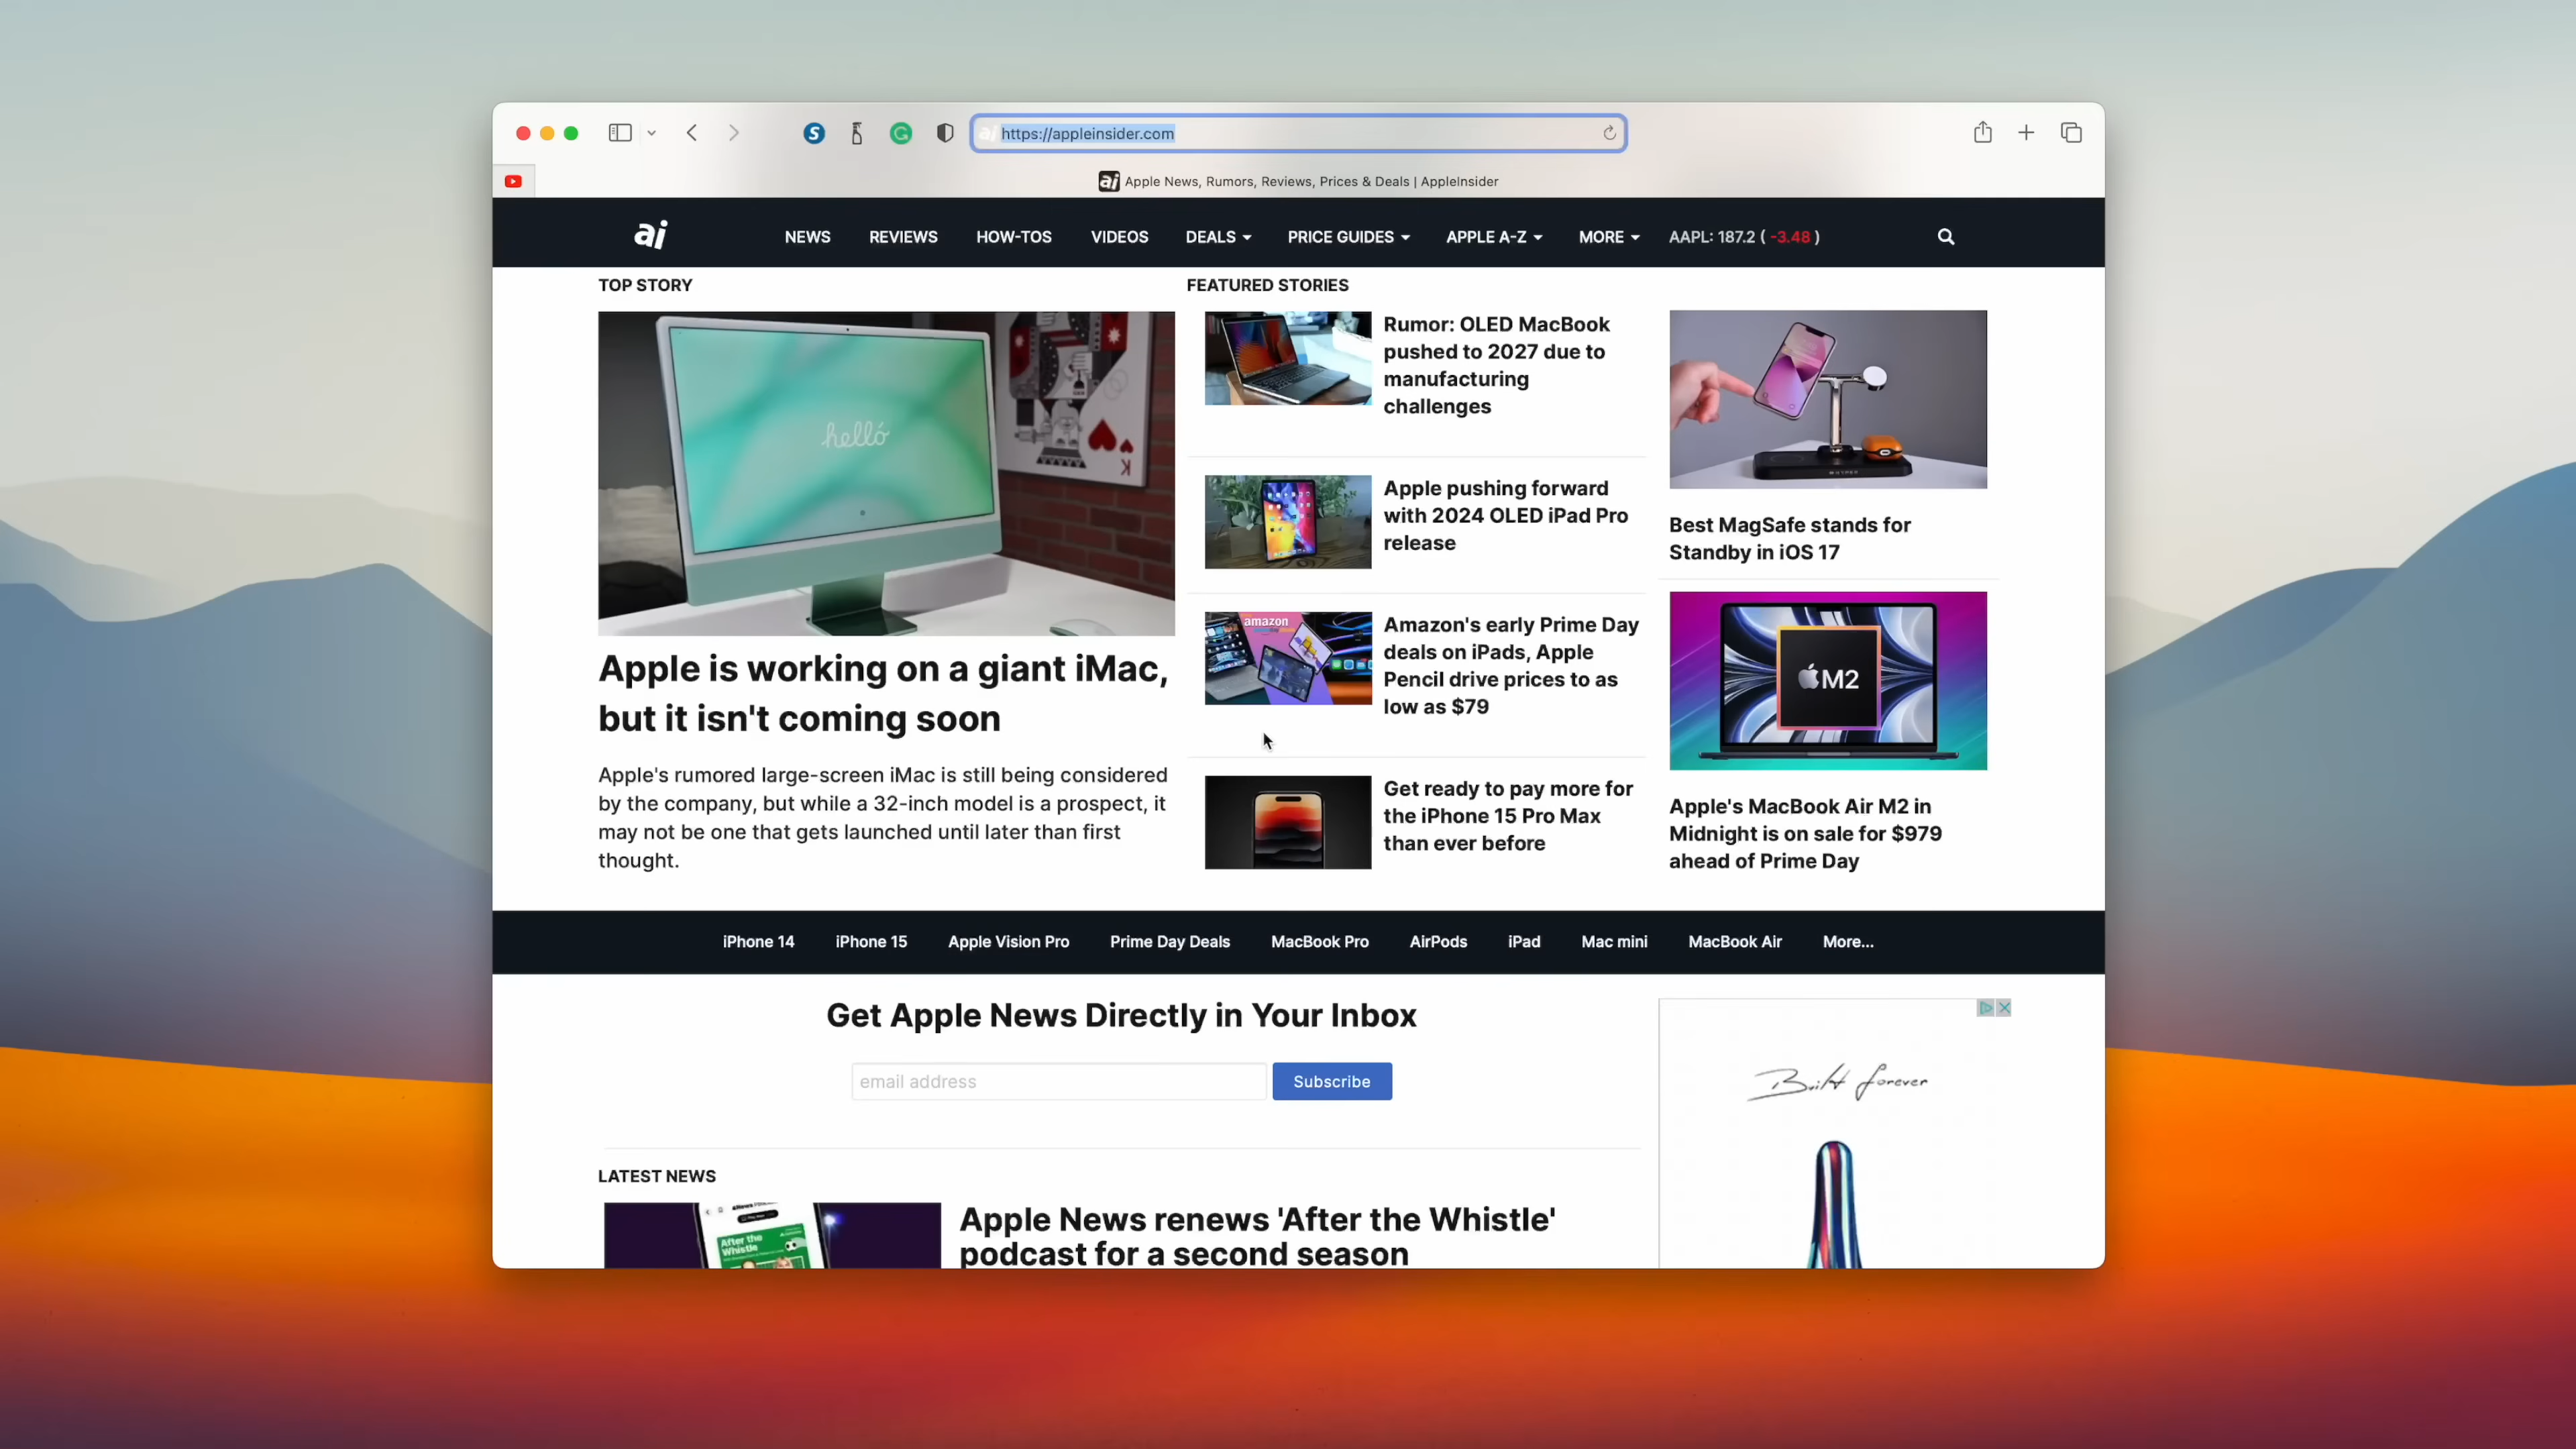 https://appleinsider.com
ai Apple News, Rumors, Reviews, Prices & Deals | AppleInsider
ai NEWS REVIEWS HOW-TOS VIDEOS DEALS PRICE GUIDES APPLE A-Z MORE AAPL: 187.2 ( -3.48 )
TOP STORY
hello
Apple is working on a giant iMac,
but it isn't coming soon
Apple's rumored large-screen iMac is still being considered
by the company, but while a 32-inch model is a prospect, it
may not be one that gets launched until later than first
thought.
FEATURED STORIES
Rumor: OLED MacBook
pushed to 2027 due to
manufacturing
challenges
Apple pushing forward
with 2024 OLED iPad Pro
release
amazon
Amazon's early Prime Day
deals on iPads, Apple
Pencil drive prices to as
low as $79
Get ready to pay more for
the iPhone 15 Pro Max
than ever before
Best MagSafe stands for
Standby in iOS 17
M2
Apple's MacBook Air M2 in
Midnight is on sale for $979
ahead of Prime Day
iPhone 14 iPhone 15 Apple Vision Pro Prime Day Deals MacBook Pro AirPods iPad Mac mini MacBook Air More...
Get Apple News Directly in Your Inbox
email address Subscribe
Built forever
LATEST NEWS
After the
Whistle
Apple News renews 'After the Whistle'
podcast for a second season